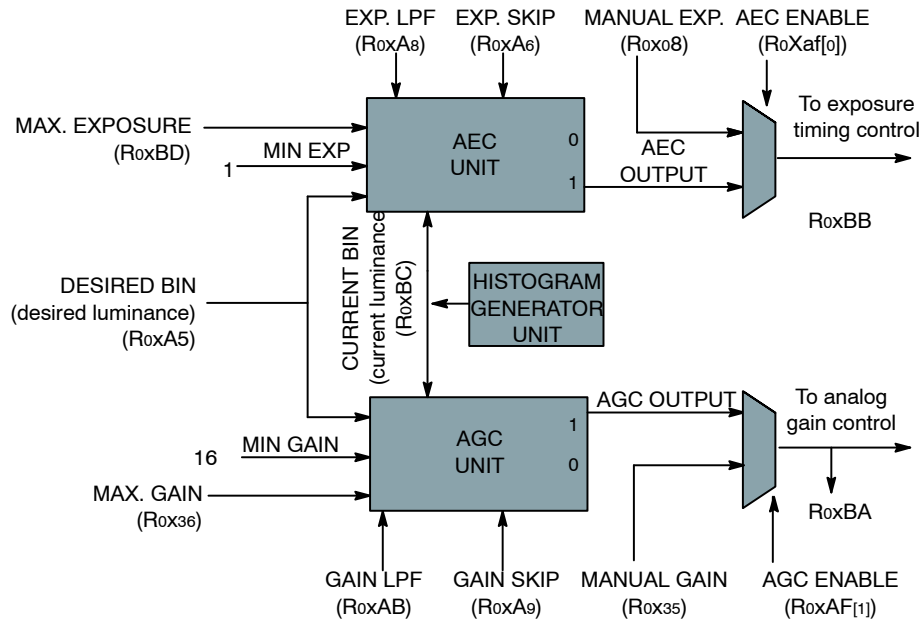 EXP. LPF
(R0xA8)
EXP. SKIP
(R0xA6)
MANUAL EXP.
(R0x08)
AEC ENABLE
(R0Xaf[0])
MAX. EXPOSURE
(R0xBD)
MIN EXP
1
AEC
UNIT
0
1
AEC
OUTPUT
To exposure
timing control
R0xBB
DESIRED BIN
(desired luminance)
(R0xA5)
CURRENT BIN
(current luminance)
(R0xBC)
HISTOGRAM
GENERATOR
UNIT
16
MIN GAIN
MAX. GAIN
(R0x36)
AGC
UNIT
1
0
AGC OUTPUT
To analog
gain control
R0xBA
GAIN LPF
(R0xAB)
GAIN SKIP
(R0xA9)
MANUAL GAIN
(R0x35)
AGC ENABLE
(R0xAF[1])